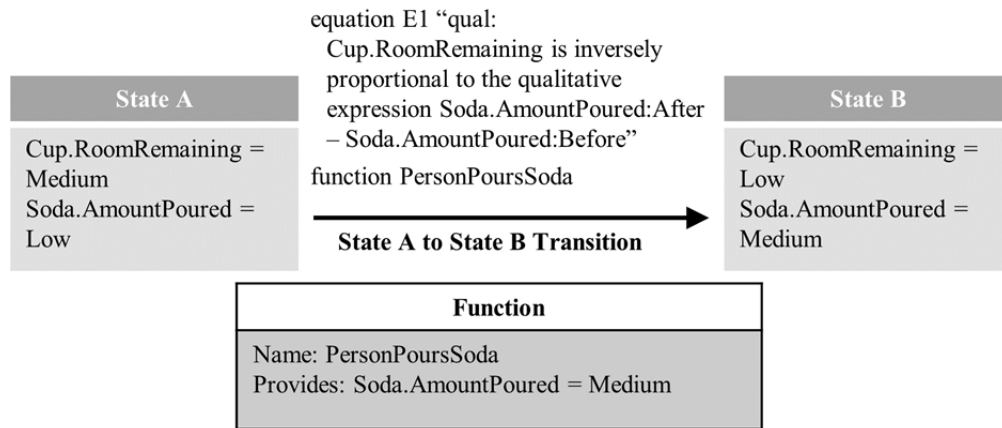 equation E1 “qual:
Cup.RoomRemaining is inversely
proportional to the qualitative
expression Soda.AmountPoured:After
– Soda.AmountPoured:Before”
function PersonPoursSoda
State A
Cup.RoomRemaining =
Medium
Soda.AmountPoured =
Low
State A to State B Transition
State B
Cup.RoomRemaining =
Low
Soda.AmountPoured =
Medium
Function
Name: PersonPoursSoda
Provides: Soda.AmountPoured = Medium